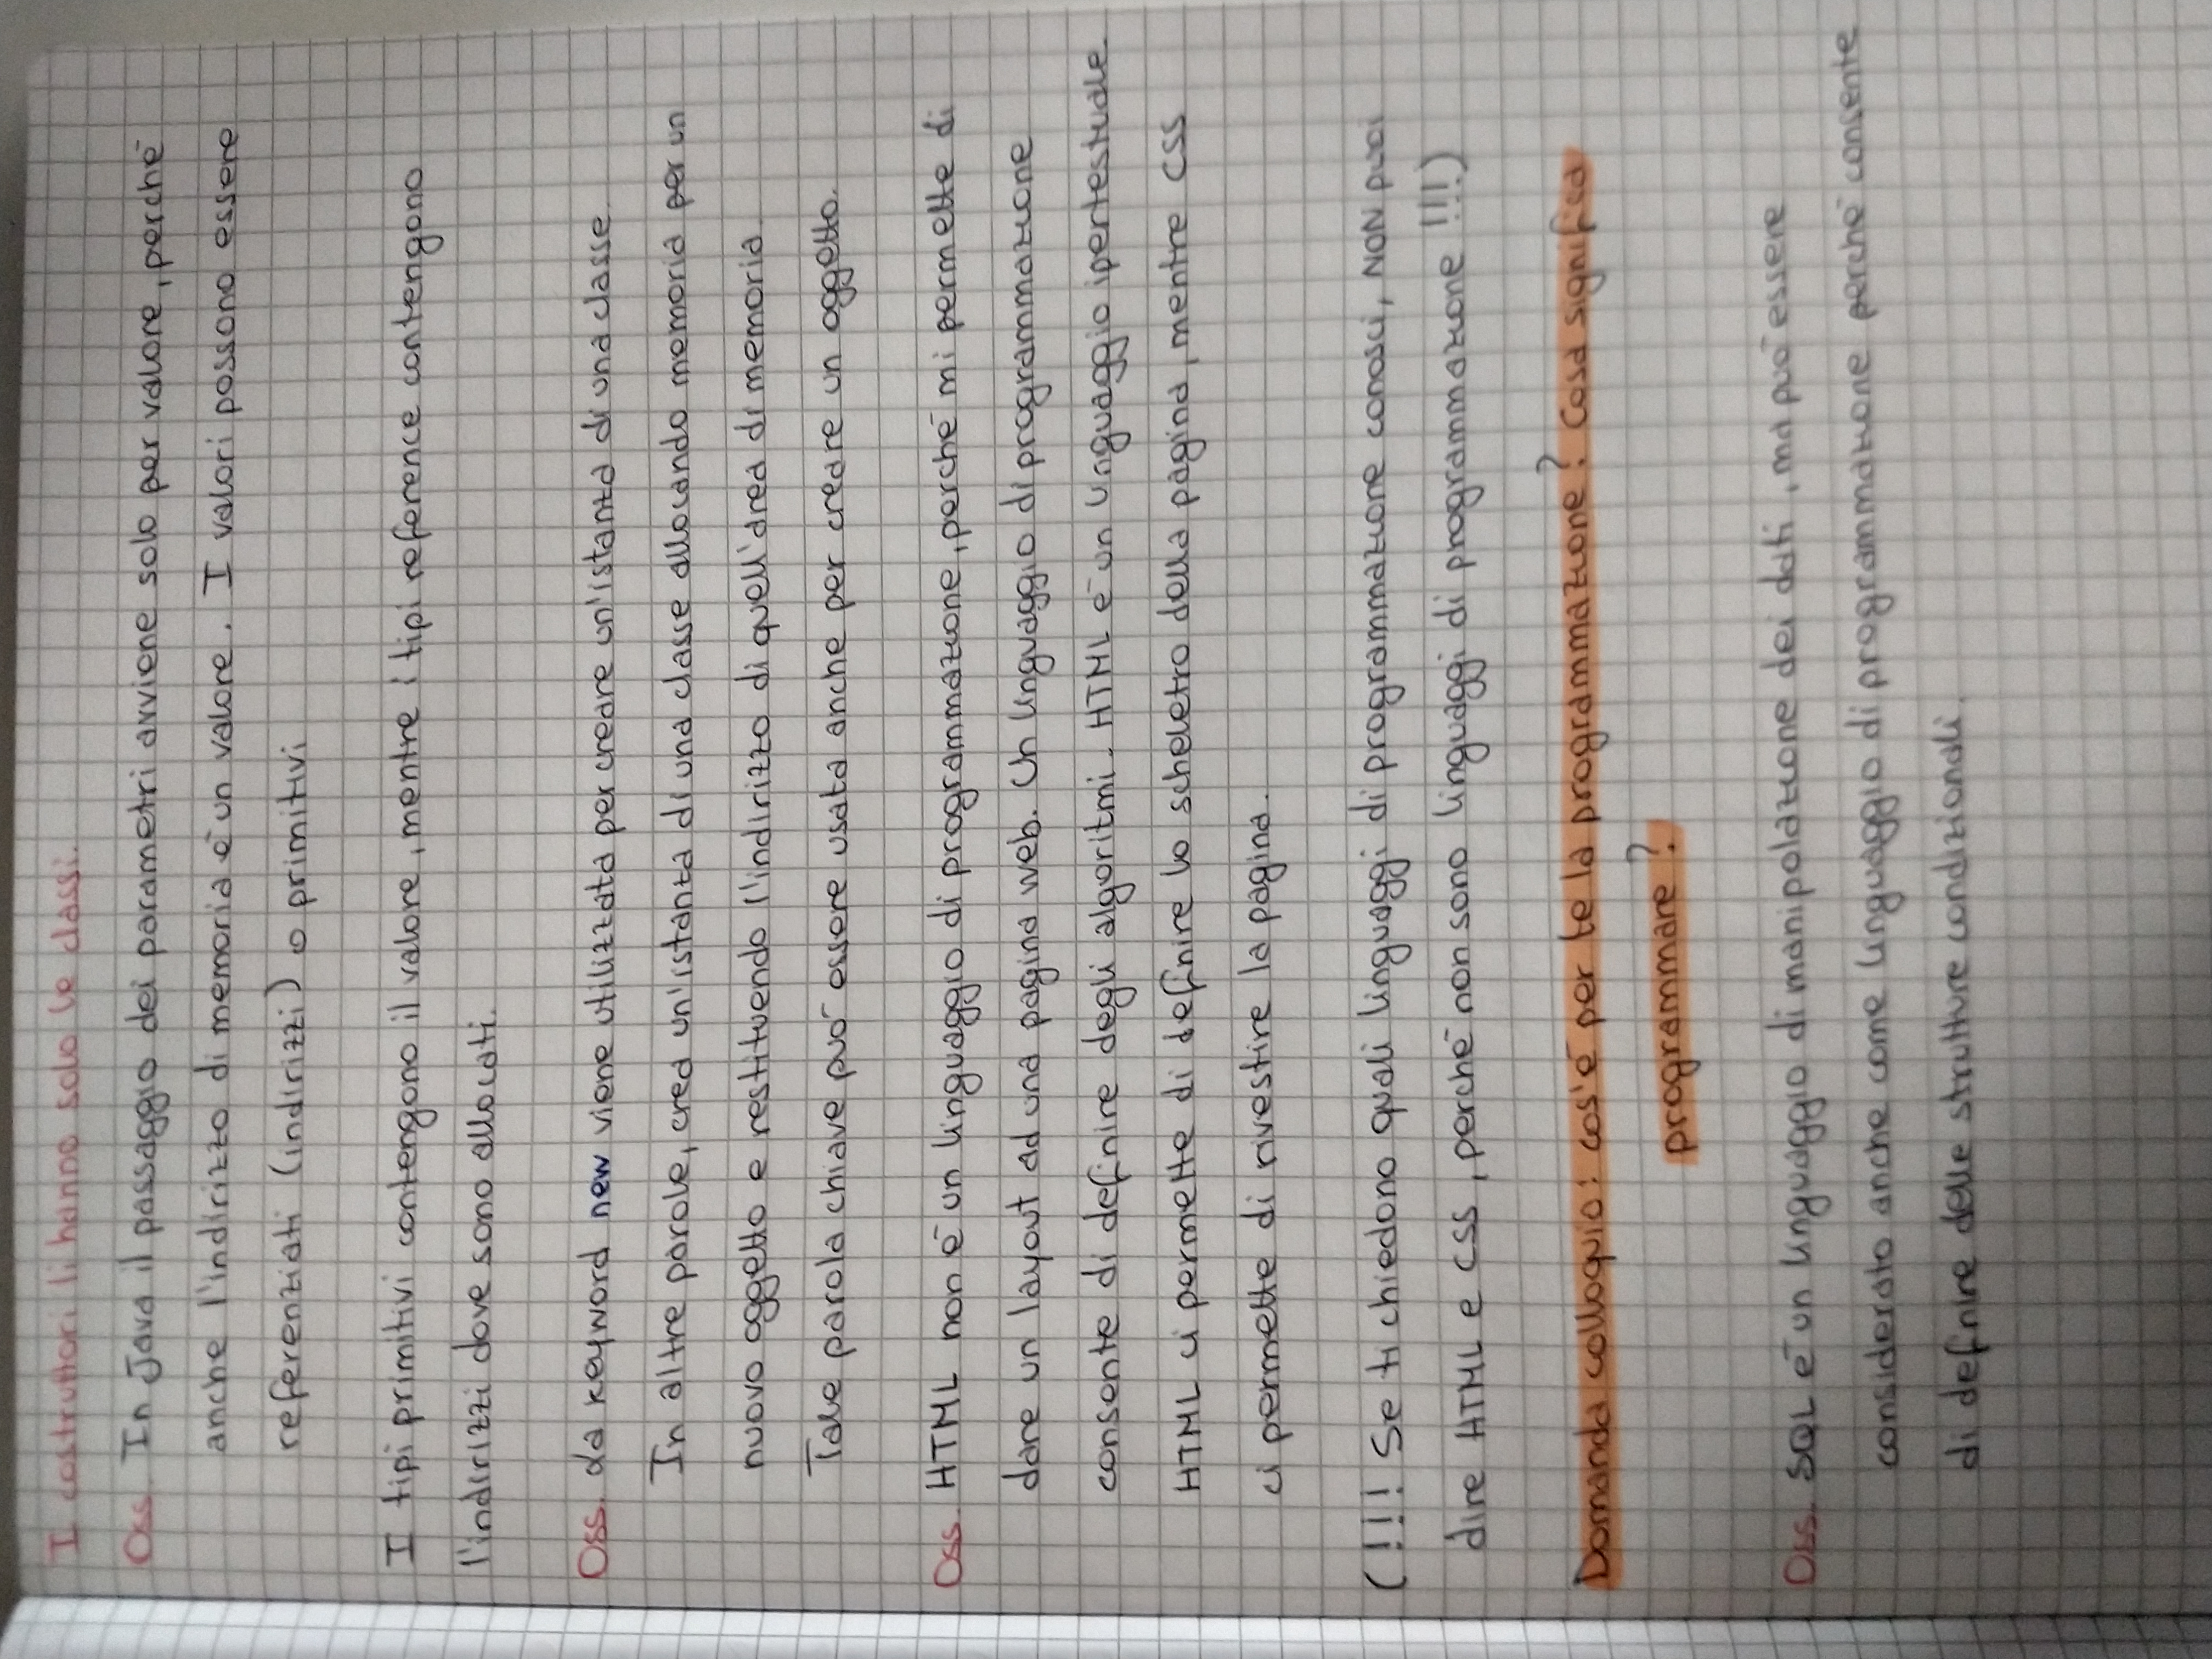 I costruttori li hanno solo le classi.
Oss. In Java il passaggio dei parametri avviene solo per valore, perchè
anche l'indirizzo di memoria è un valore. I valori possono essere
referenziati (indirizzi) o primitivi
I tipi primitivi contengono il valore, mentre i tipi reference contengono
l'indirizzi dove sono allocati.
Oss. La keyword new viene utilizzata per creare un'istanza di una classe.
In altre parole, crea un'istanza di una classe allocando memoria per un
nuovo oggetto e restituendo l'indirizzo di quell'area di memoria.
Tale parola chiave può essere usata anche per creare un oggetto.
Oss. HTML non è un linguaggio di programmazione, perchè mi permette di
dare un layout ad una pagina web. Un linguaggio di programmazione
consente di definire degli algoritmi. HTML è un linguaggio ipertestuale.
HTML ci permette di definire lo scheletro della pagina, mentre CSS
ci permette di rivestire la pagina.
(!!! Se ti chiedono quali linguaggi di programmazione conosci, NON puoi
dire HTML e CSS, perchè non sono linguaggi di programmazione !!!)
Domanda colloquio: cos'è per te la programmazione? Cosa significa
programmare?
Oss. SQL è un linguaggio di manipolazione dei dati, ma può essere
considerato anche come linguaggio di programmazione perchè consente
di definire delle strutture condizionali.